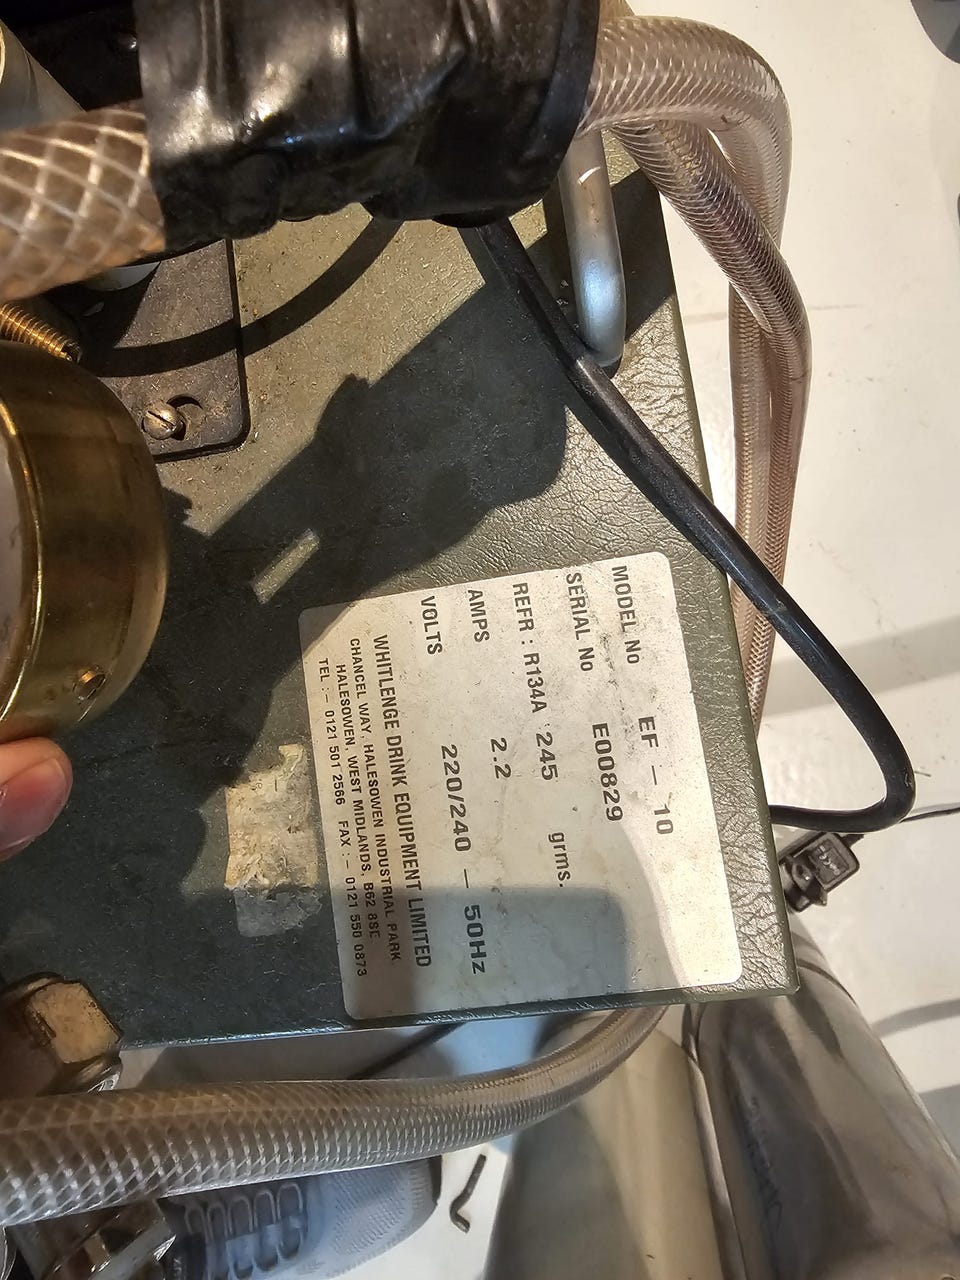 MODEL No EF - 10
SERIAL No E00829
REFR : R134A 245 grms.
AMPS 2.2
VOLTS 220/240 - 50Hz
WHITLENGE DRINK EQUIPMENT LIMITED
CHANCEL WAY, HALESOWEN INDUSTRIAL PARK
HALESOWEN, WEST MIDLANDS, B62
TEL :- 0121 501 2566 FAX :- 0121 550 0873